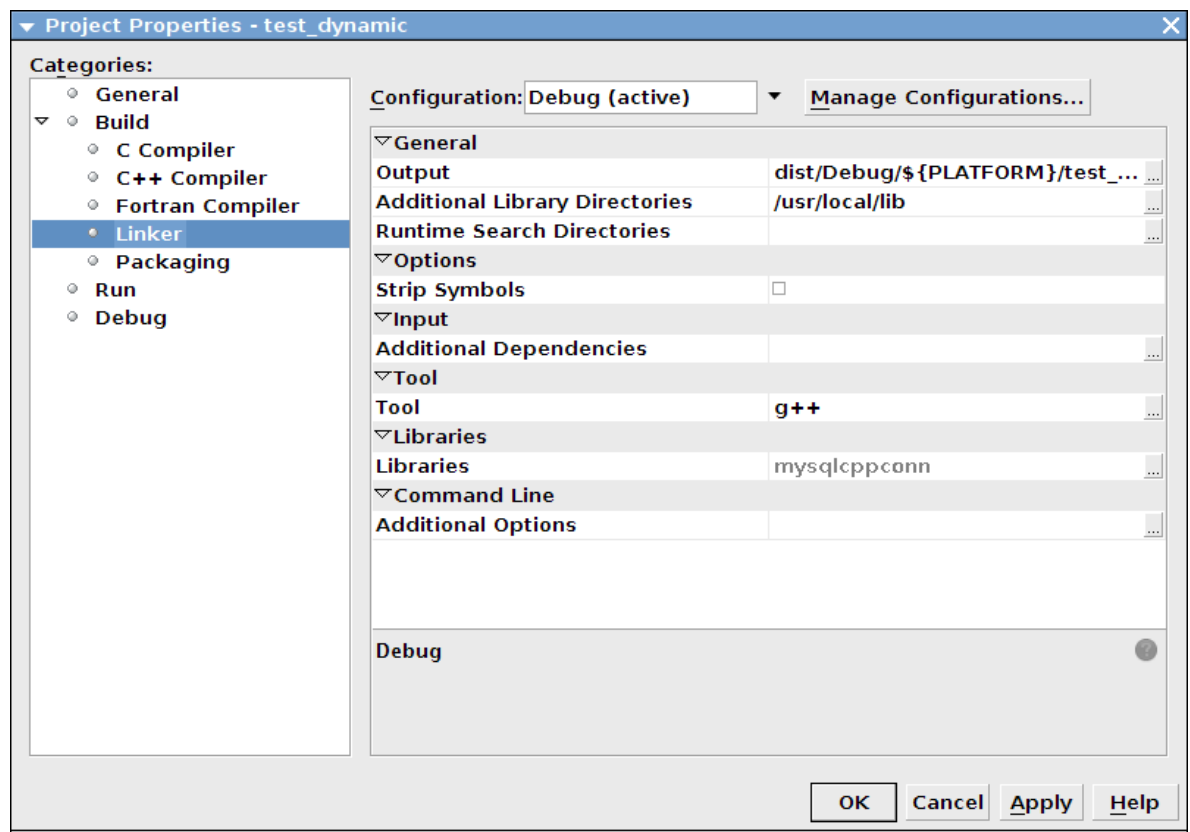 Project Properties - test_dynamic
Categories:
General
Build
C Compiler
C++ Compiler
Fortran Compiler
Linker
Packaging
Run
Debug
Configuration: Debug (active) Manage Configurations...
General
Output dist/Debug/${PLATFORM}/test_... ...
Additional Library Directories /usr/local/lib ...
Runtime Search Directories ...
Options
Strip Symbols
Input
Additional Dependencies ...
Tool
Tool g++ ...
Libraries
Libraries mysqlcppconn ...
Command Line
Additional Options ...
Debug ?
OK Cancel Apply Help